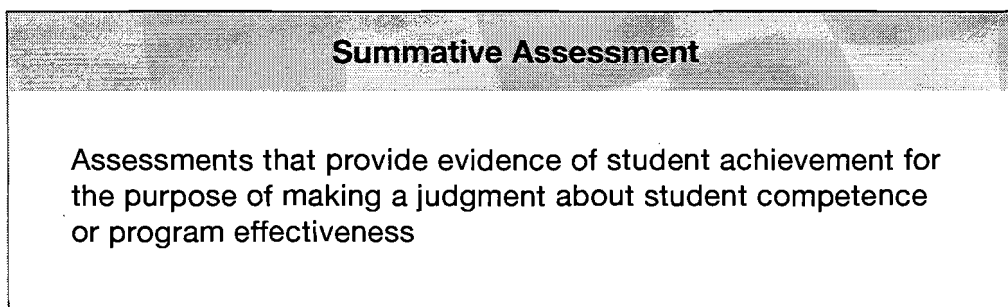 Summative Assessment
Assessments that provide evidence of student achievement for
the purpose of making a judgment about student competence
or program effectiveness